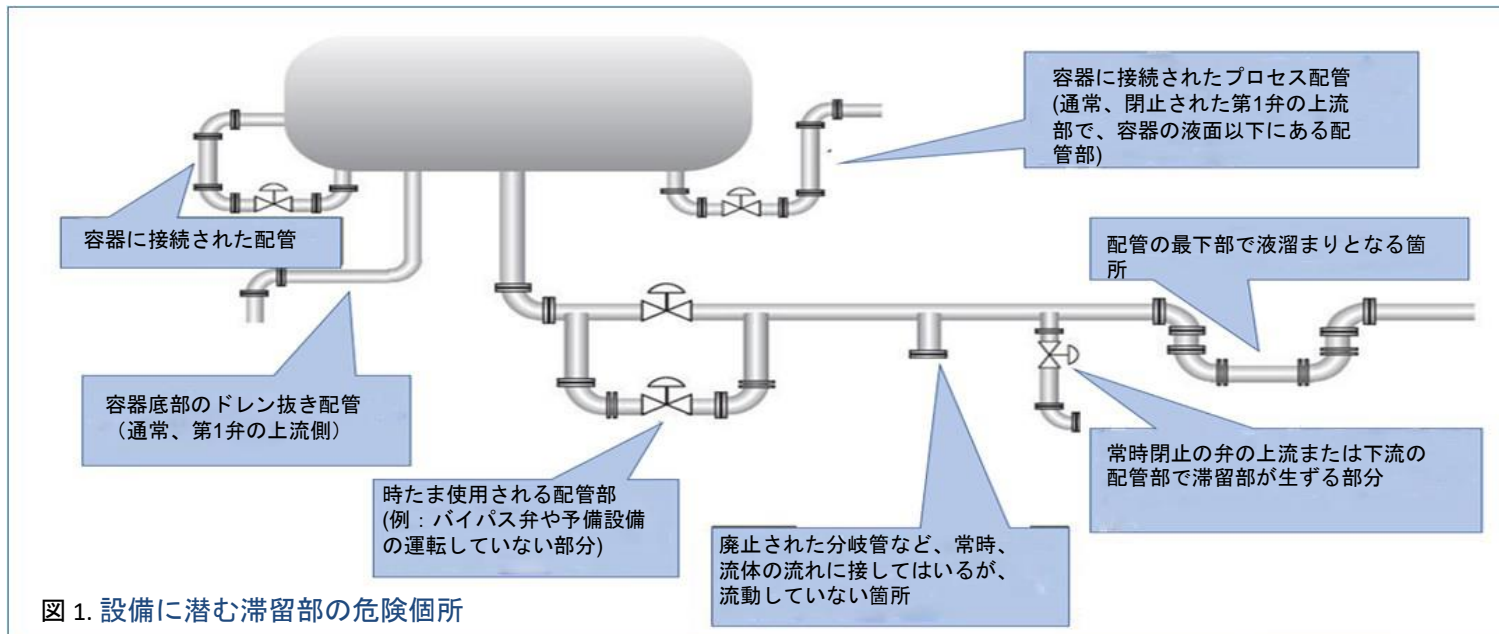 容器に接続されたプロセス配管
(通常、閉止された第1弁の上流
部で、容器の液面以下にある配
管部)
容器に接続された配管
配管の最下部で液溜まりとなる箇
所
容器底部のドレン抜き配管
（通常、第1弁の上流側）
常時閉止の弁の上流または下流の
配管部で滞留部が生ずる部分
時たま使用される配管部
(例：バイパス弁や予備設備
の運転していない部分)
廃止された分岐管など、常時、
流体の流れに接してはいるが、
流動していない箇所
図 1. 設備に潜む滞留部の危険個所